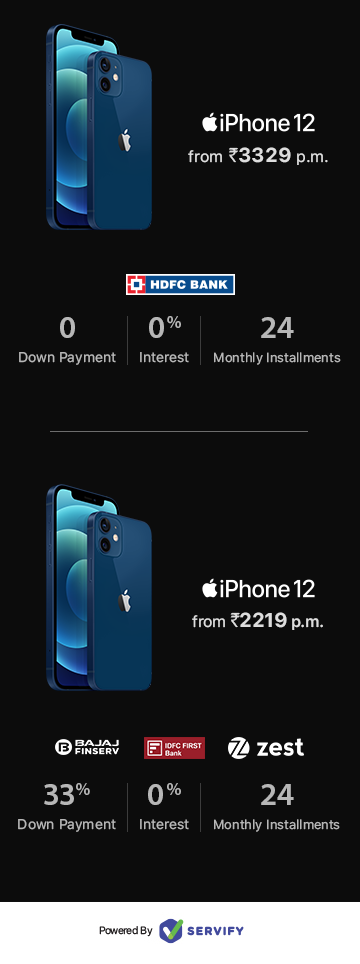 iPhone 12
from ₹3329 p.m.
HDFC BANK
0 0% 24
Down Payment Interest Monthly Installments
iPhone 12
from ₹2219 p.m.
BAJAJ FINSERV IDFC FIRST Bank zest
33% 0% 24
Down Payment Interest Monthly Installments
Powered By SERVIFY